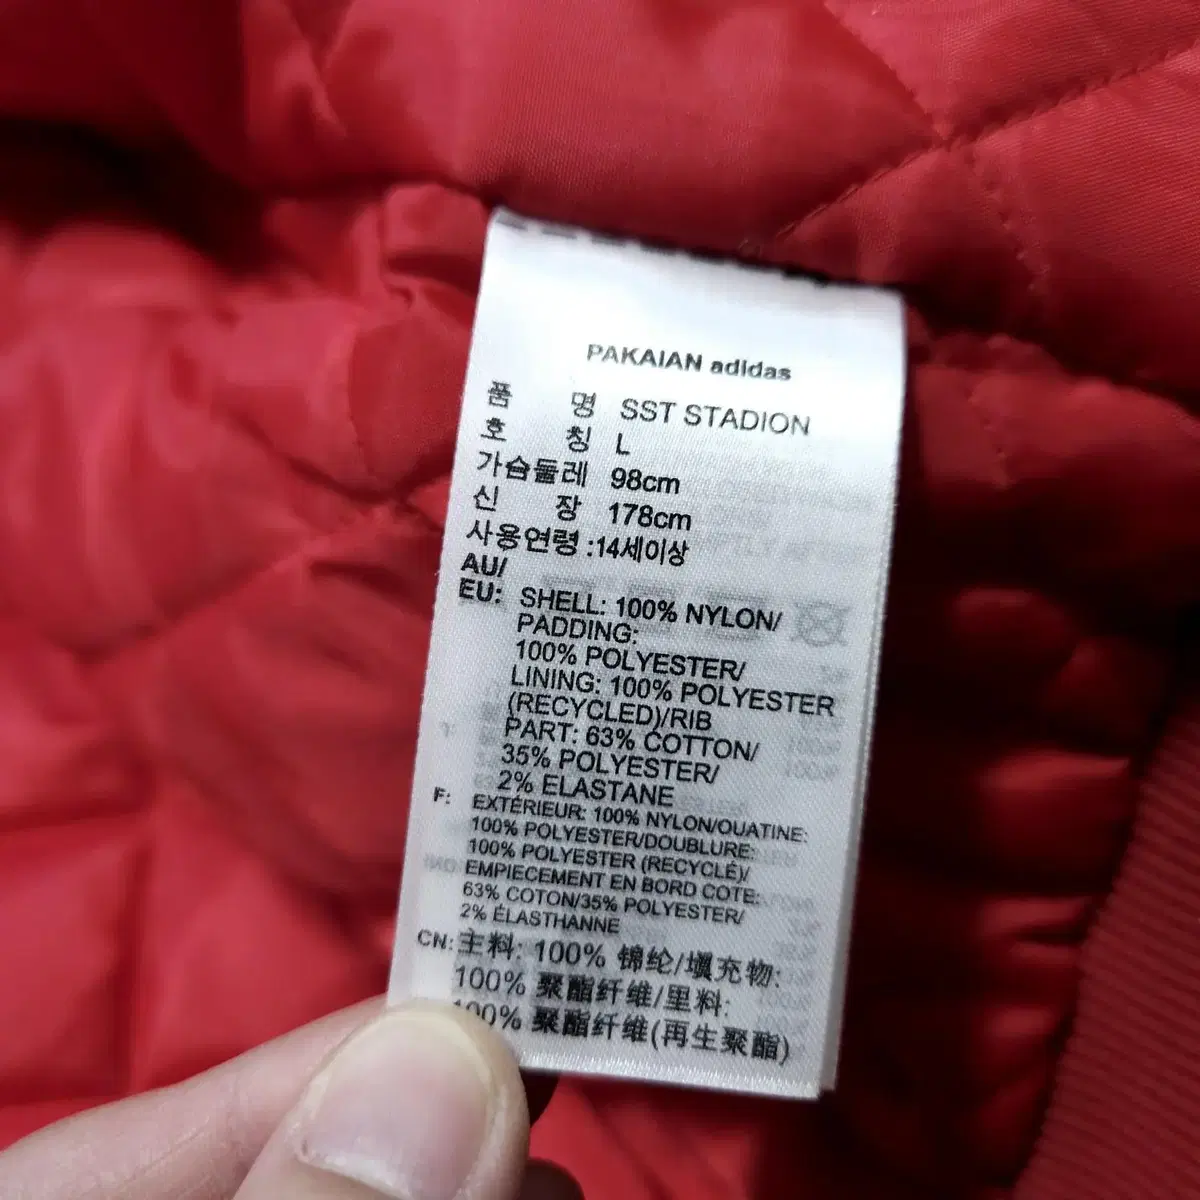 PAKAIAN adidas
품 명 SST STADION
호 칭 L
가슴둘레 98cm
신 장 178cm
사용연령 :14세이상
AU/
EU: SHELL: 100% NYLON/
PADDING:
100% POLYESTER/
LINING: 100% POLYESTER
(RECYCLED)/RIB
PART: 63% COTTON/
35% POLYESTER/
2% ELASTANE
F: EXTÉRIEUR: 100% NYLON/OUATINE:
100% POLYESTER/DOUBLURE:
100% POLYESTER (RECYCLÉ)/
EMPIECEMENT EN BORD COTE:
63% COTON/35% POLYESTER/
2% ÉLASTHANNE
CN: 主料: 100% 锦纶/填充物:
100% 聚酯纤维/里料:
100% 聚酯纤维(再生聚酯)